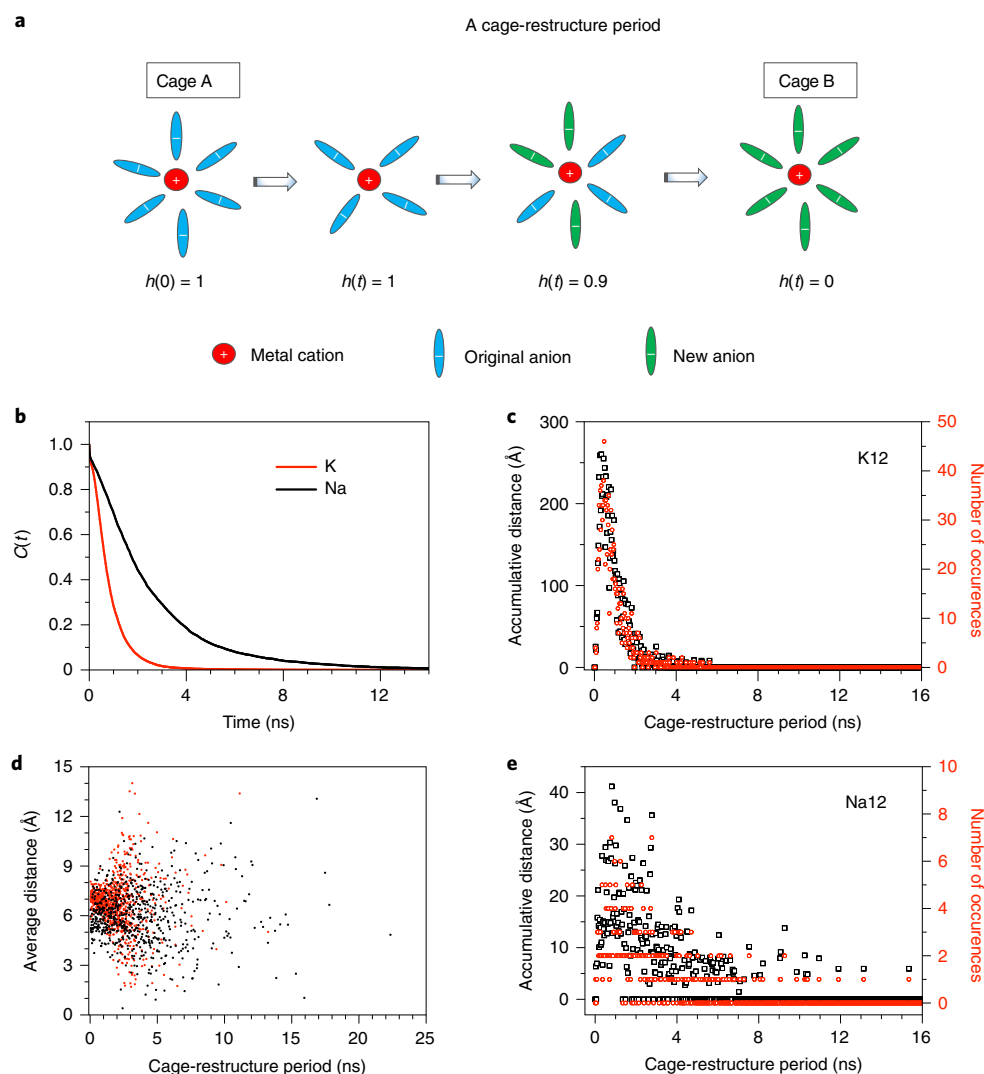 a
A cage-restructure period
Cage A
Cage B
h(0) = 1
h(t) = 1
h(t) = 0.9
h(t) = 0
+ Metal cation
Original anion
New anion
b
1.0
0.8
0.6
0.4
0.2
0
C(t)
K
Na
0 4 8 12
Time (ns)
c
300
200
100
0
Accumulative distance (Å)
K12
50
40
30
20
10
0
Number of occurences
0 4 8 12 16
Cage-restructure period (ns)
d
15
12
9
6
3
0
Average distance (Å)
0 5 10 15 20 25
Cage-restructure period (ns)
e
40
30
20
10
0
Accumulative distance (Å)
Na12
10
8
6
4
2
0
Number of occurences
0 4 8 12 16
Cage-restructure period (ns)